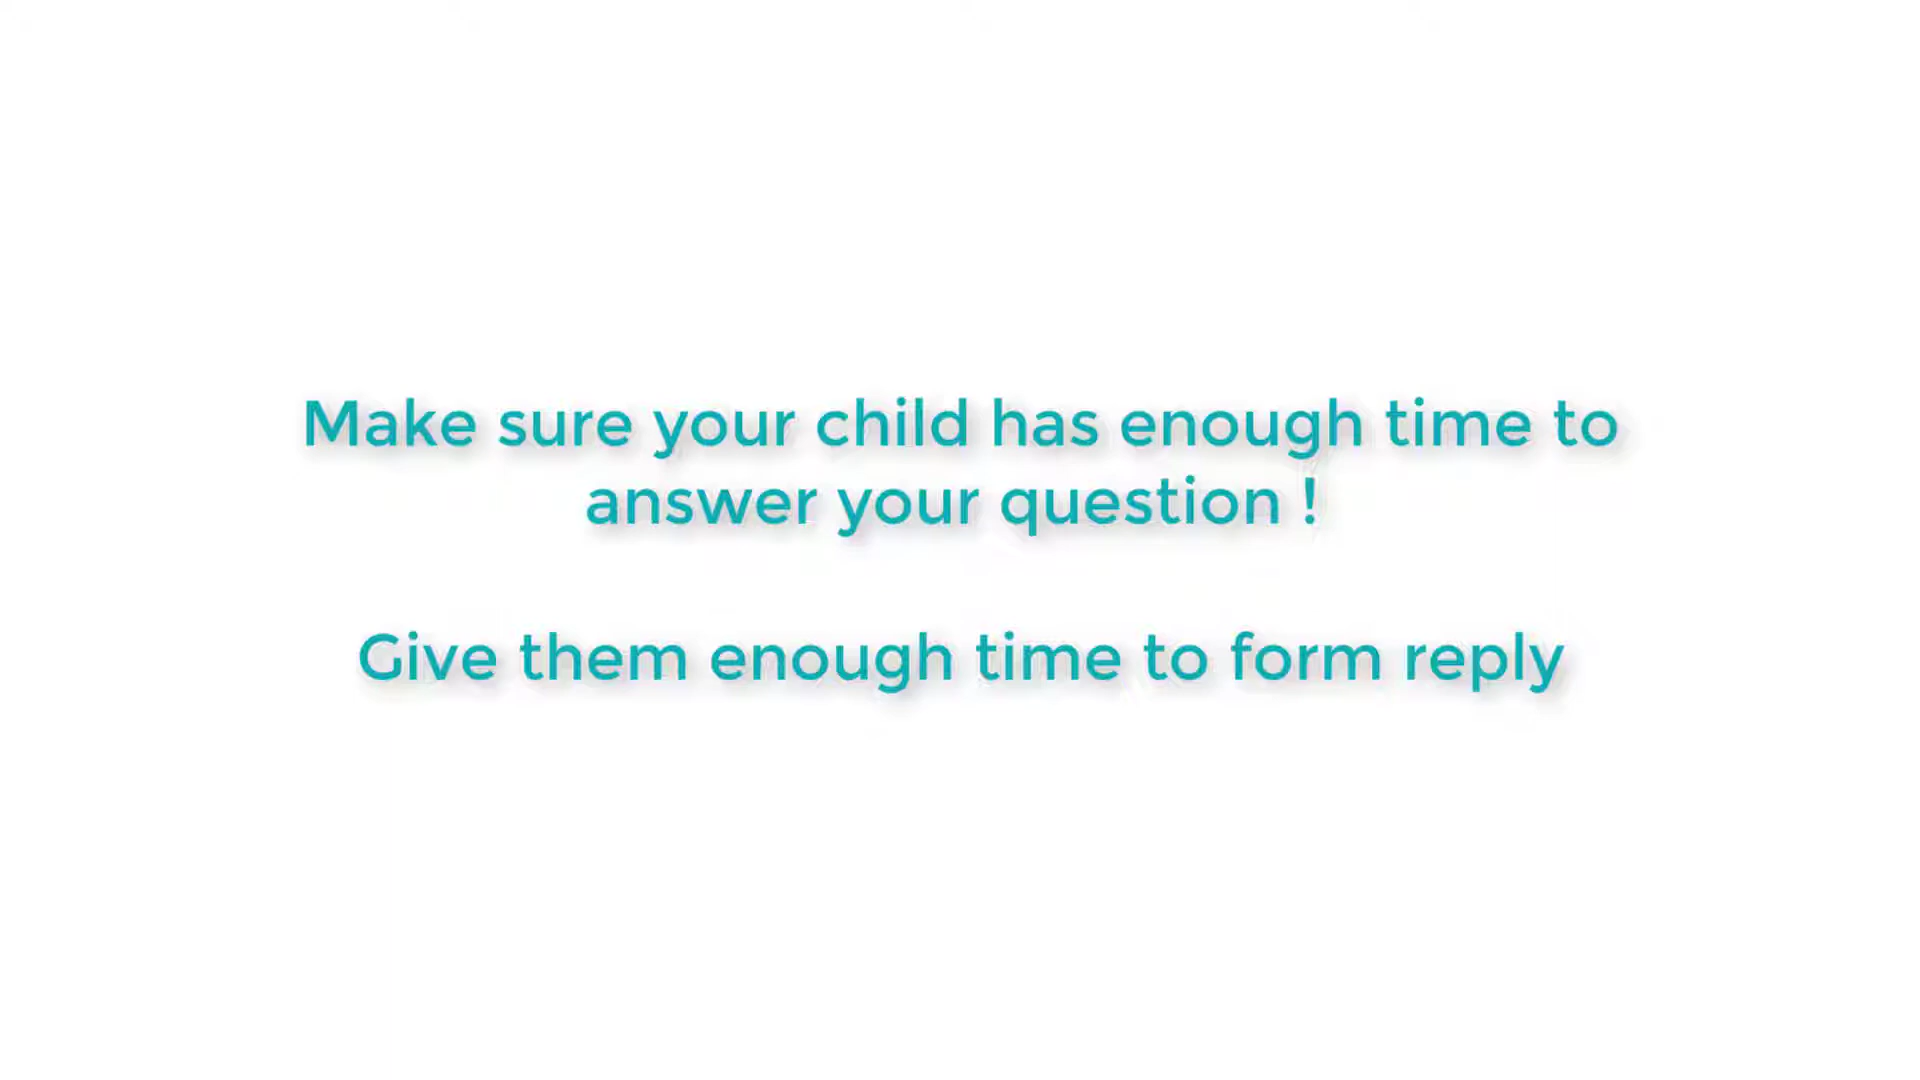 Make sure your child has enough time to
answer your question !
Give them enough time to form reply